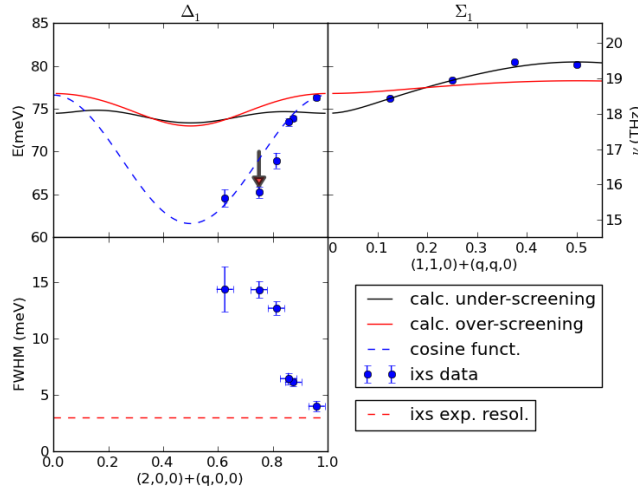 Δ₁ Σ₁
85
80
75
70
65
60
E(meV)
20
19
18
17
16
15
ν (THz)
0 0.1 0.2 0.3 0.4 0.5
(1,1,0)+(q,q,0)
15
10
5
0
FWHM (meV)
0.0 0.2 0.4 0.6 0.8 1.0
(2,0,0)+(q,0,0)
calc. under-screening
calc. over-screening
cosine funct.
ixs data
ixs exp. resol.